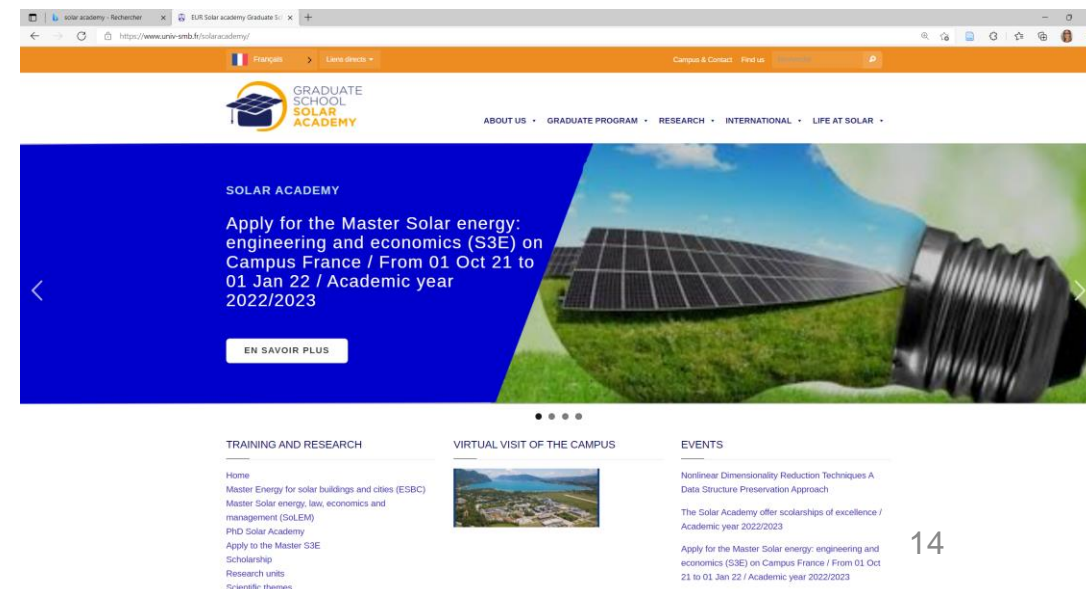 solar academy - Rechercher
EUR Solar academy Graduate Sc
https://www.univ-smb.fr/solaracademy/
Français
Liens directs
Campus & Contact Find us
GRADUATE
SCHOOL
SOLAR
ACADEMY
ABOUT US GRADUATE PROGRAM RESEARCH INTERNATIONAL LIFE AT SOLAR
SOLAR ACADEMY
Apply for the Master Solar energy:
engineering and economics (S3E) on
Campus France / From 01 Oct 21 to
01 Jan 22 / Academic year
2022/2023
EN SAVOIR PLUS
TRAINING AND RESEARCH
Home
Master Energy for solar buildings and cities (ESBC)
Master Solar energy, law, economics and
management (SoLEM)
PhD Solar Academy
Apply to the Master S3E
Scholarship
Research units
Scientific themes
VIRTUAL VISIT OF THE CAMPUS
EVENTS
Nonlinear Dimensionality Reduction Techniques A
Data Structure Preservation Approach
The Solar Academy offer scolarships of excellence /
Academic year 2022/2023
Apply for the Master Solar energy: engineering and
economics (S3E) on Campus France / From 01 Oct
21 to 01 Jan 22 / Academic year 2022/2023
14